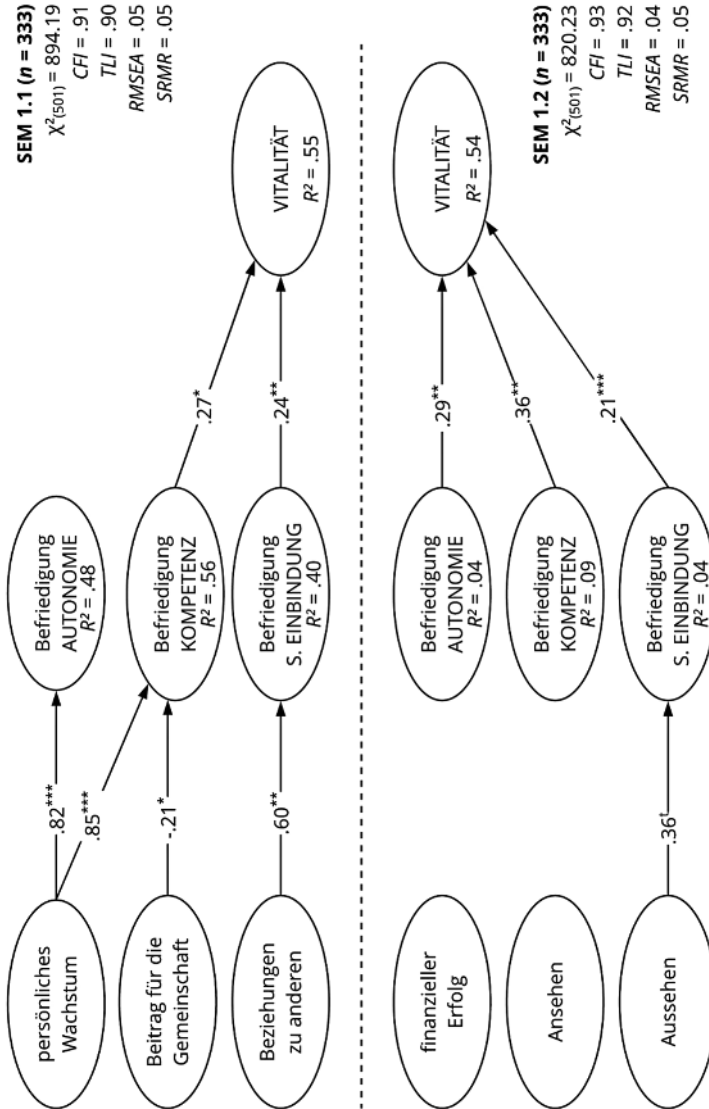 SEM 1.1 (n = 333)
χ²(501) = 894.19
CFI = .91
TLI = .90
RMSEA = .05
SRMR = .05
persönliches
Wachstum
Beitrag für die
Gemeinschaft
Beziehungen
zu anderen
.82***
.85***
-.21*
.60**
Befriedigung
AUTONOMIE
R² = .48
Befriedigung
KOMPETENZ
R² = .56
Befriedigung
S. EINBINDUNG
R² = .40
.27*
.24**
VITALITÄT
R² = .55
SEM 1.2 (n = 333)
χ²(501) = 820.23
CFI = .93
TLI = .92
RMSEA = .04
SRMR = .05
finanzieller
Erfolg
Ansehen
Aussehen
.36†
Befriedigung
AUTONOMIE
R² = .04
Befriedigung
KOMPETENZ
R² = .09
Befriedigung
S. EINBINDUNG
R² = .04
.29**
.36**
.21***
VITALITÄT
R² = .54